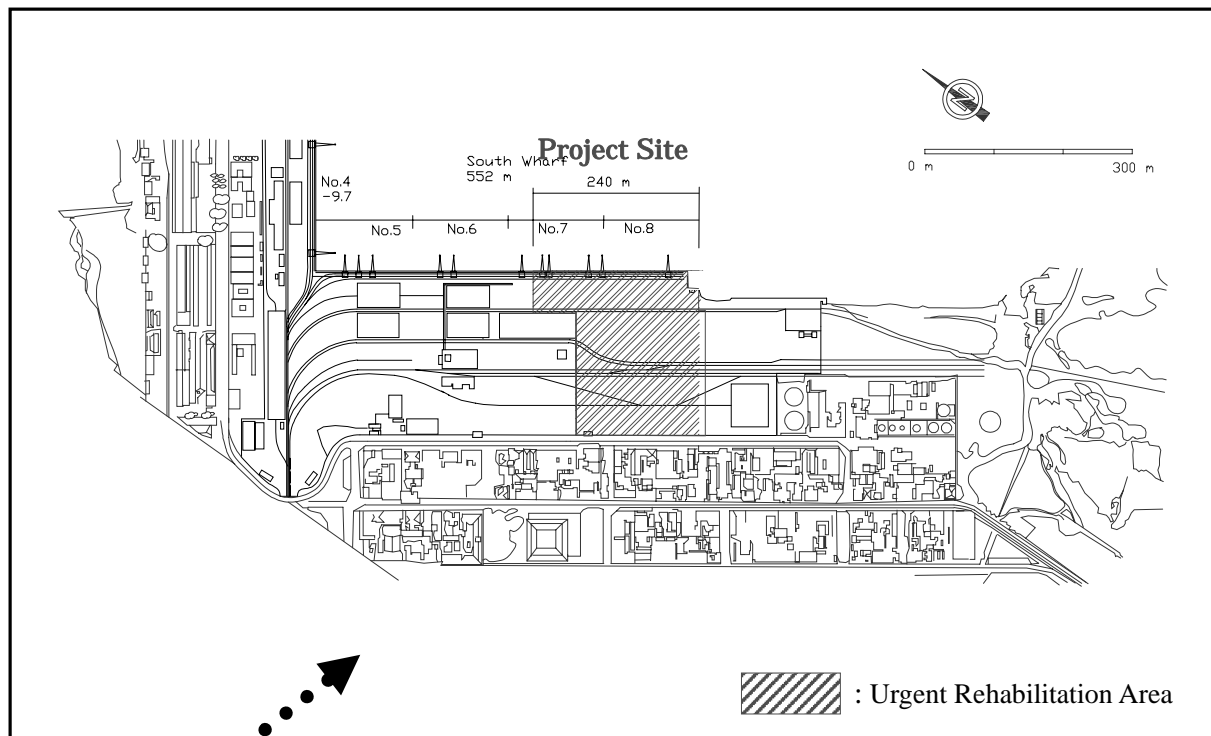 N
Project Site
South Wharf
552 m
240 m
0 m
300 m
No.4
-9.7
No.5
No.6
No.7
No.8
: Urgent Rehabilitation Area